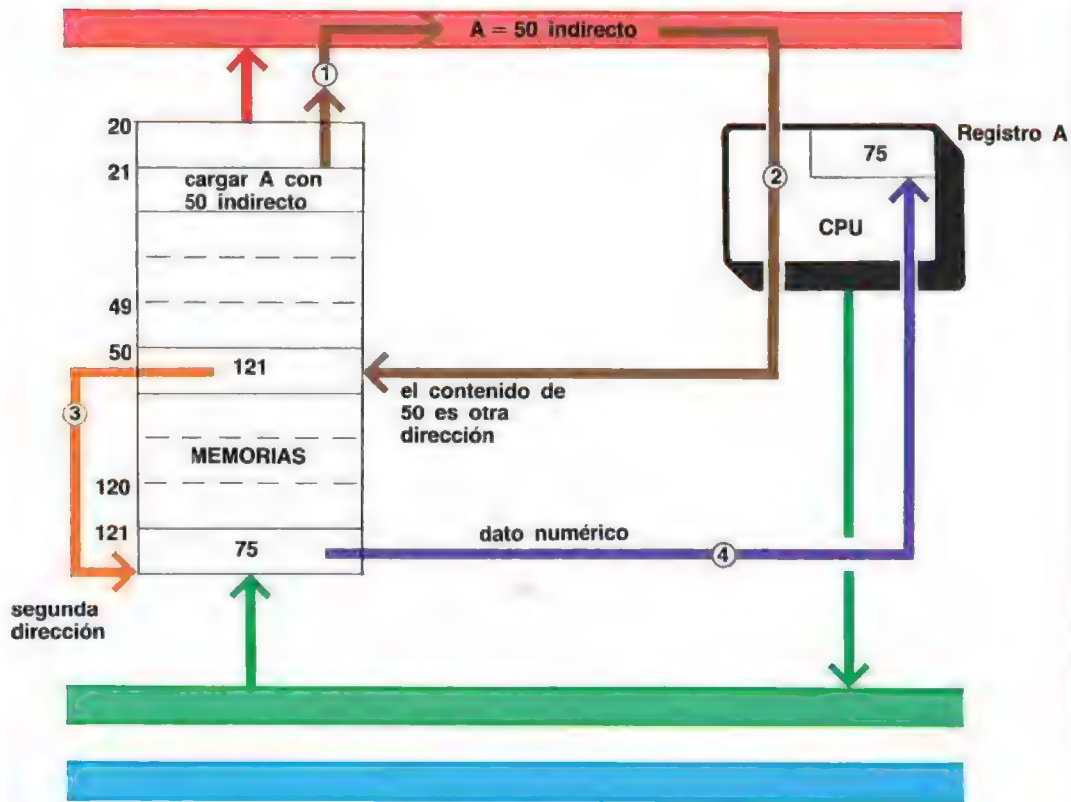 A = 50 indirecto
1
20
21
cargar A con
50 indirecto
49
50
121
3
MEMORIAS
120
121
75
segunda
dirección
2
el contenido de
50 es otra
dirección
dato numérico
4
Registro A
75
CPU